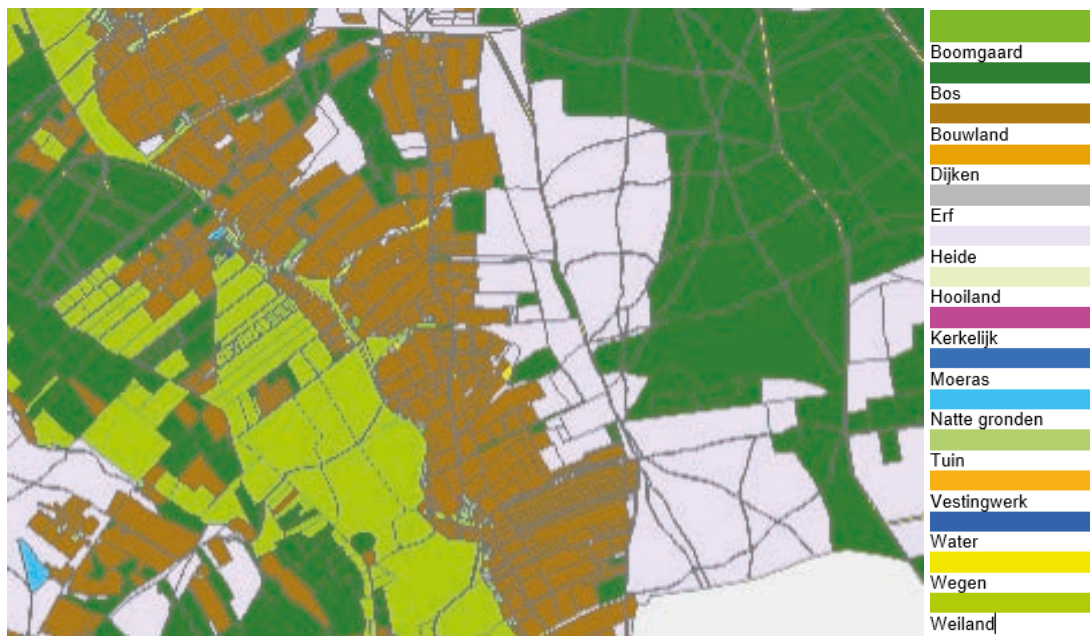 Boomgaard
Bos
Bouwland
Dijken
Erf
Heide
Hooiland
Kerkelijk
Moeras
Natte gronden
Tuin
Vestingwerk
Water
Wegen
Weiland